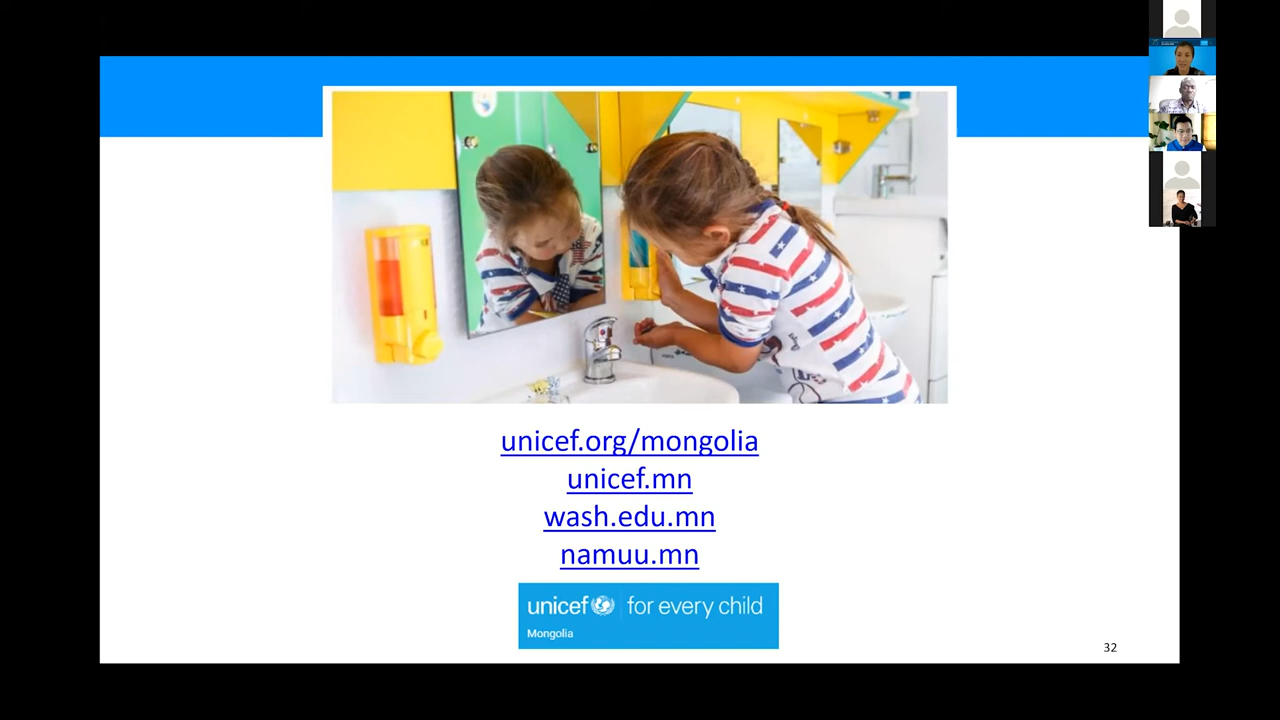 unicef.org/mongolia
unicef.mn
wash.edu.mn
namuu.mn
unicef for every child
Mongolia
32